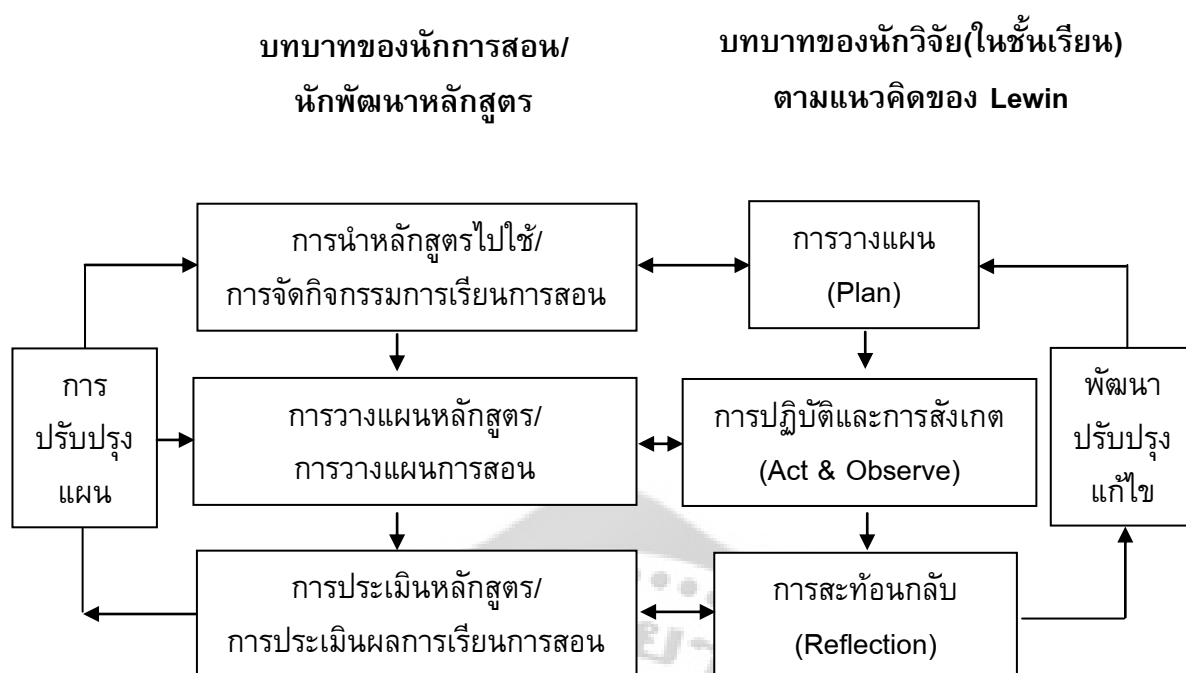 บทบาทของนักการสอน/
นักพัฒนาหลักสูตร
บทบาทของนักวิจัย(ในชั้นเรียน)
ตามแนวคิดของ Lewin
การนำหลักสูตรไปใช้/
การจัดกิจกรรมการเรียนการสอน
การวางแผน
(Plan)
การ
ปรับปรุง
แผน
การวางแผนหลักสูตร/
การวางแผนการสอน
การปฏิบัติและการสังเกต
(Act & Observe)
พัฒนา
ปรับปรุง
แก้ไข
การประเมินหลักสูตร/
การประเมินผลการเรียนการสอน
การสะท้อนกลับ
(Reflection)